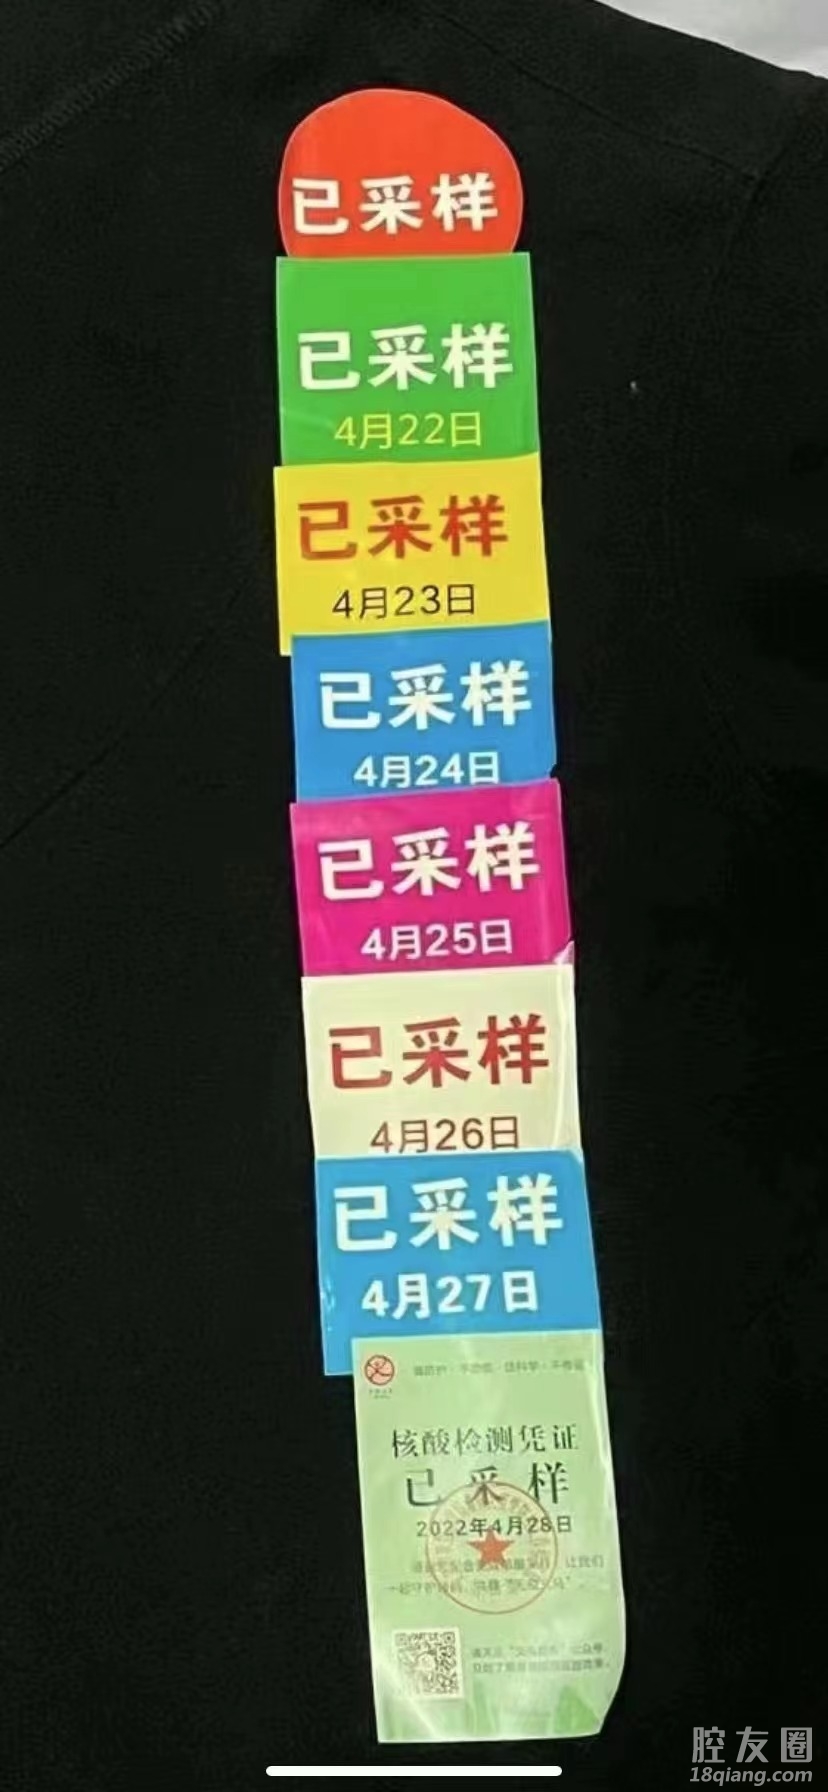 已采样
已采样
4月22日
已采样
4月23日
已采样
4月24日
已采样
4月25日
已采样
4月26日
已采样
4月27日
核酸检测凭证
已采样
2022年4月28日
腔友圈
18qiang.com